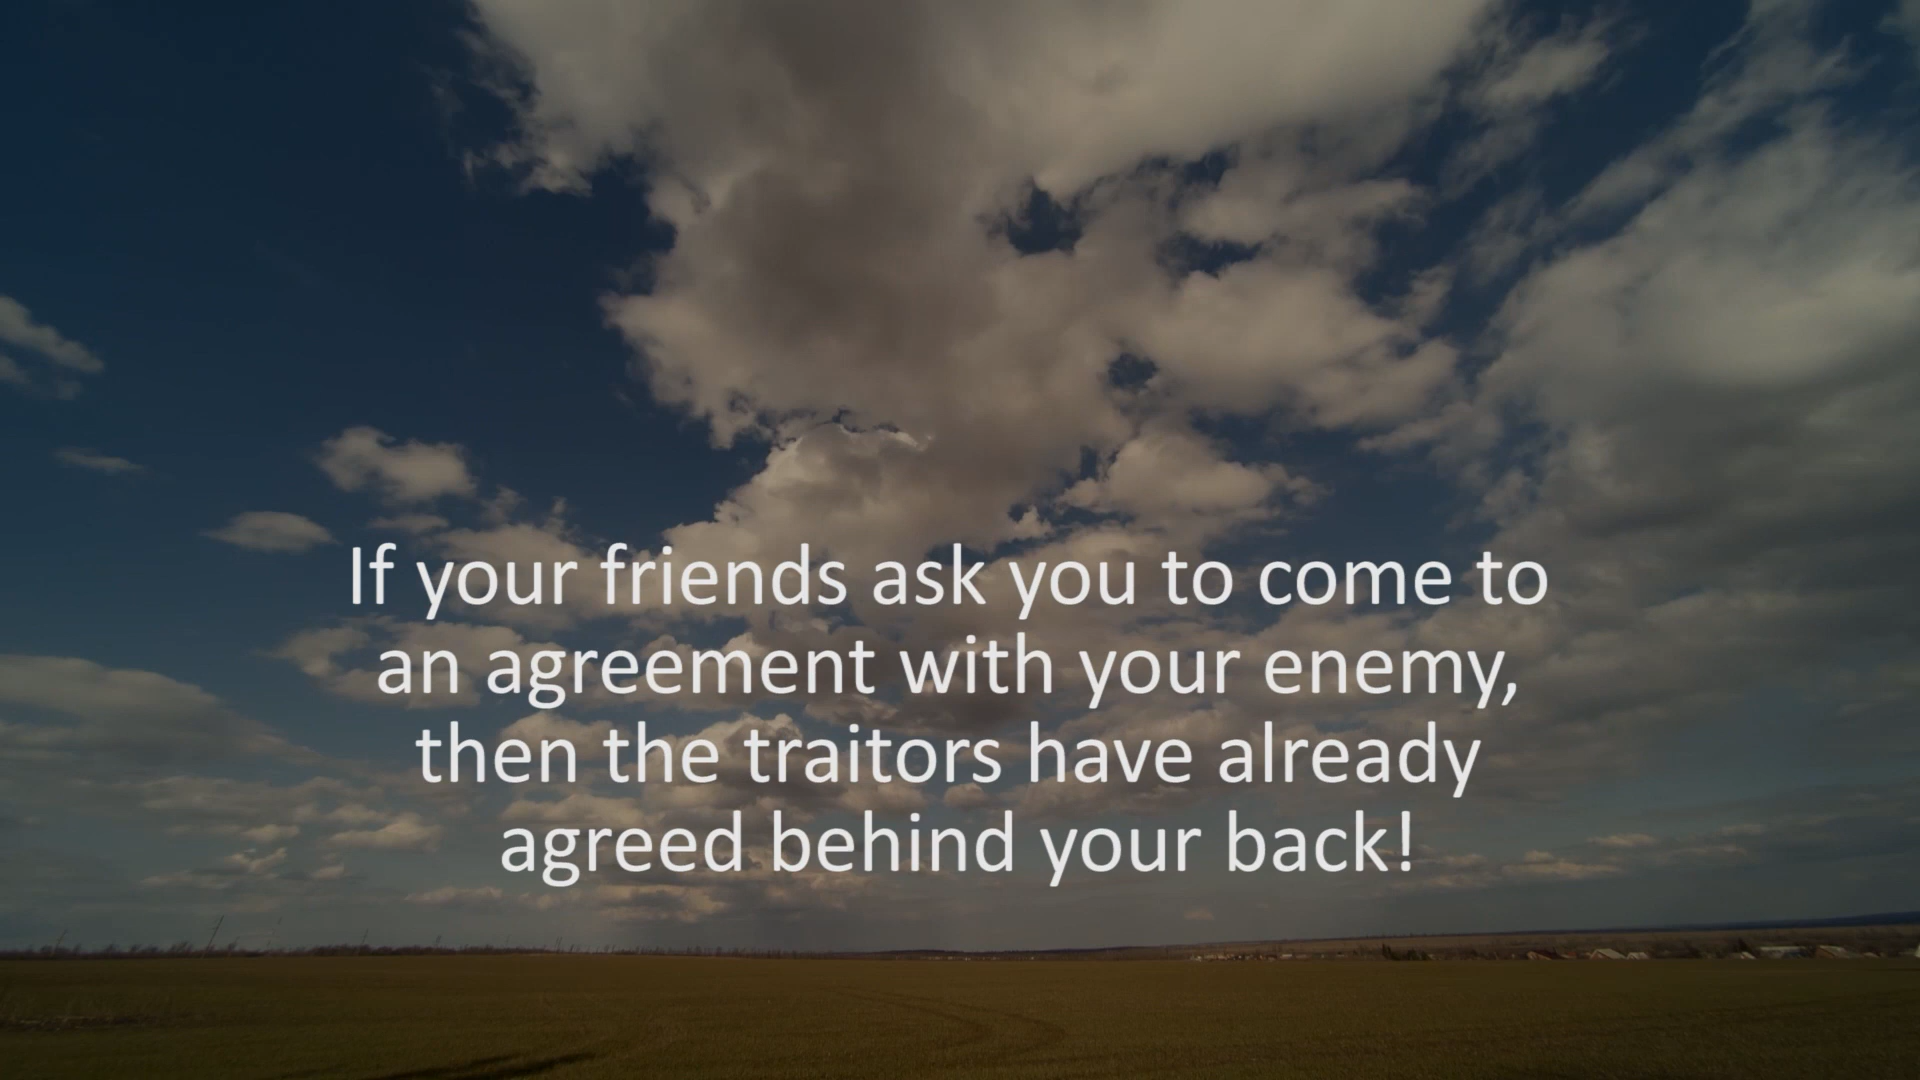 If your friends ask you to come to
an agreement with your enemy,
then the traitors have already
agreed behind your back!